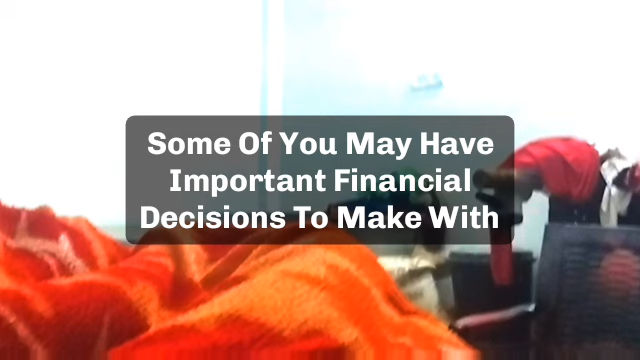 Some Of You May Have
Important Financial
Decisions To Make With